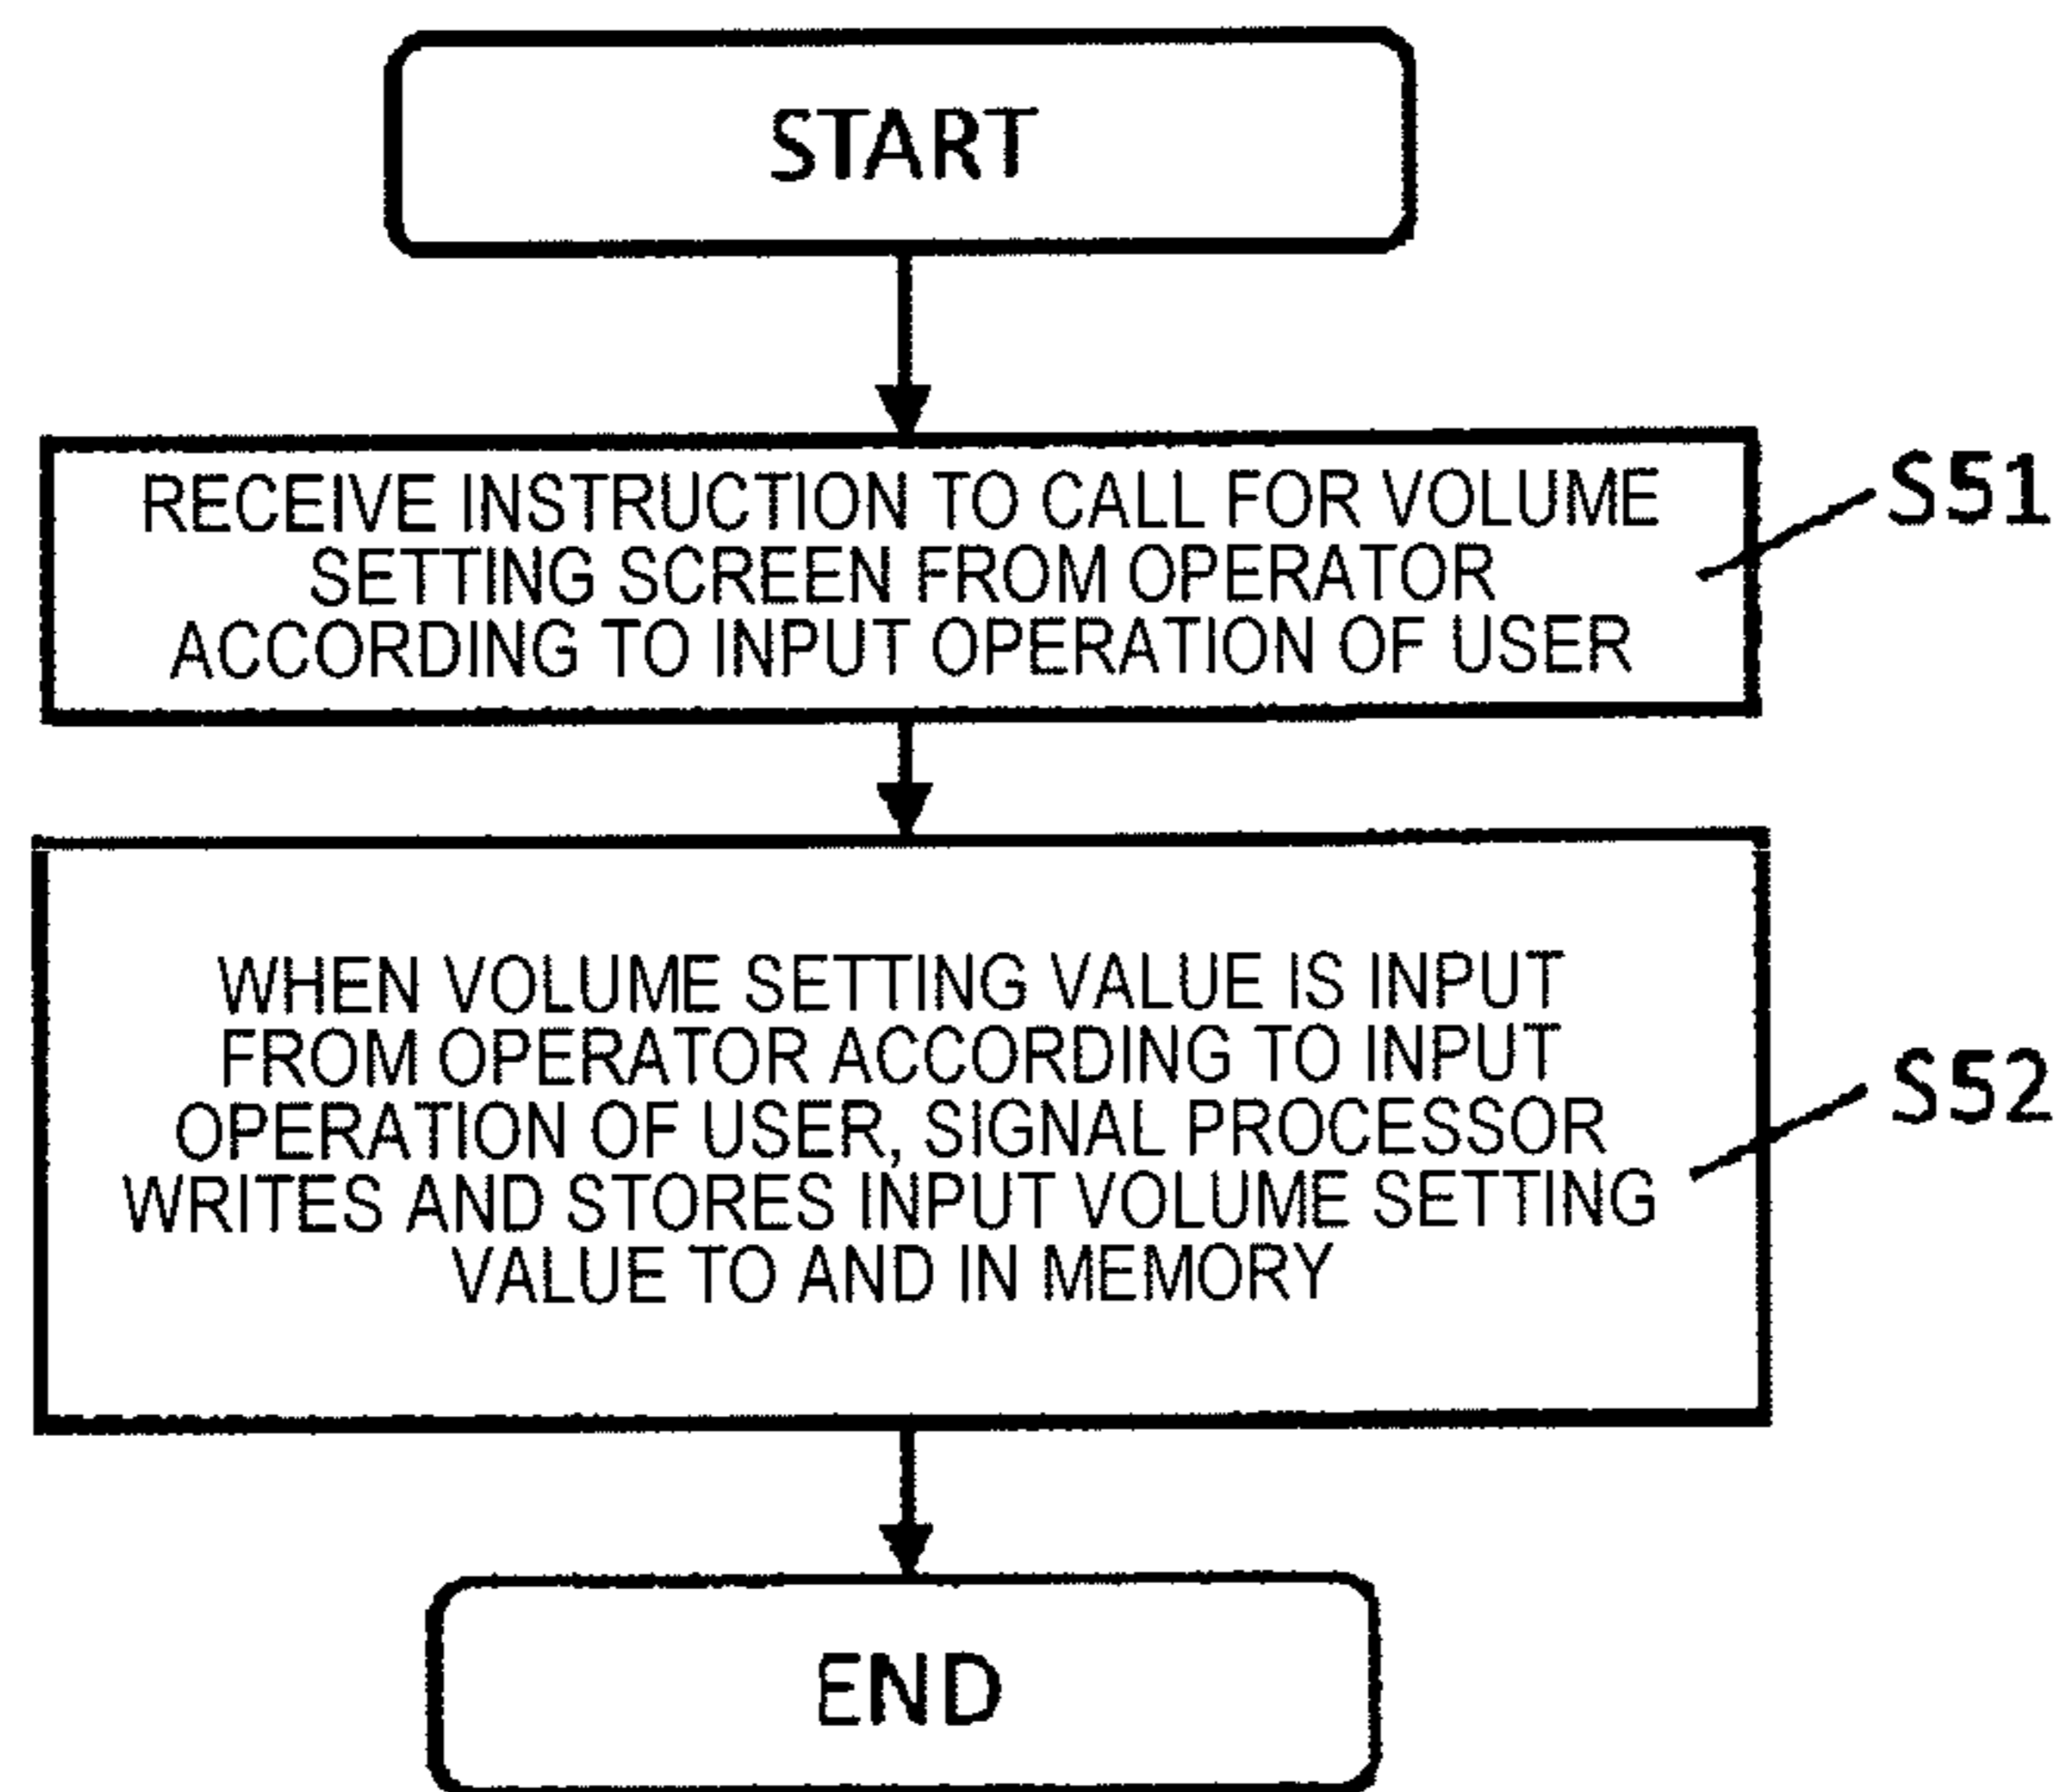 START
RECEIVE INSTRUCTION TO CALL FOR VOLUME
SETTING SCREEN FROM OPERATOR
ACCORDING TO INPUT OPERATION OF USER
S51
WHEN VOLUME SETTING VALUE IS INPUT
FROM OPERATOR ACCORDING TO INPUT
OPERATION OF USER, SIGNAL PROCESSOR
WRITES AND STORES INPUT VOLUME SETTING
VALUE TO AND IN MEMORY
S52
END